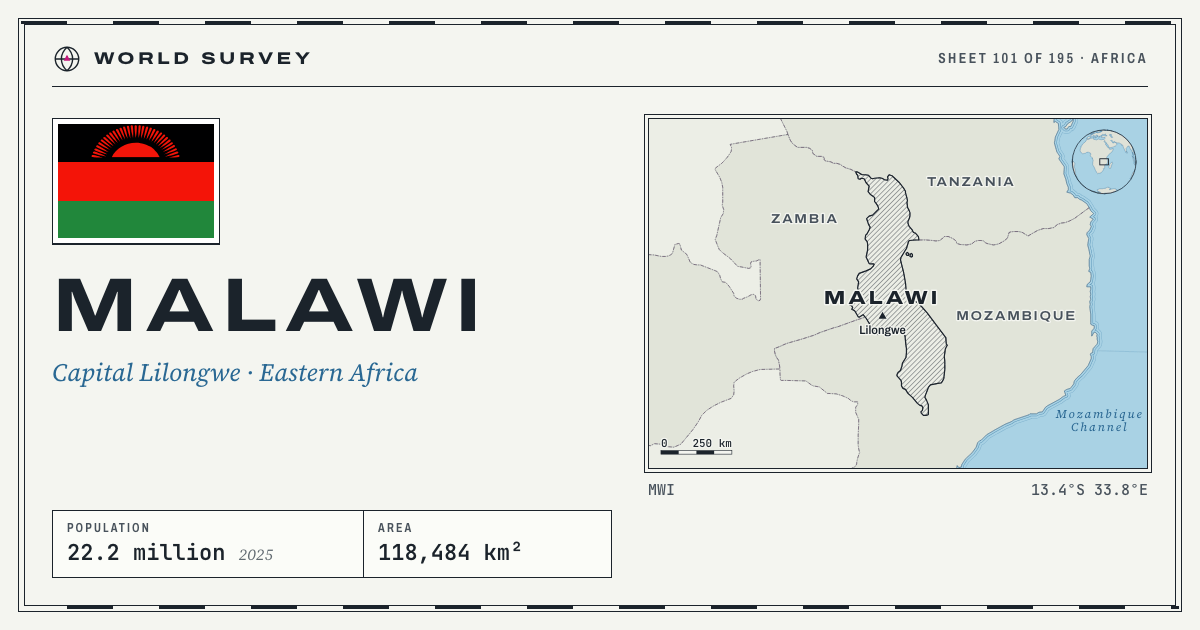 WORLD SURVEY
SHEET 101 OF 195 · AFRICA
MALAWI
Capital Lilongwe · Eastern Africa
POPULATION
22.2 million 2025
AREA
118,484 km²
TANZANIA
ZAMBIA
MALAWI
Lilongwe
MOZAMBIQUE
Mozambique
Channel
0 250 km
MWI
13.4°S 33.8°E